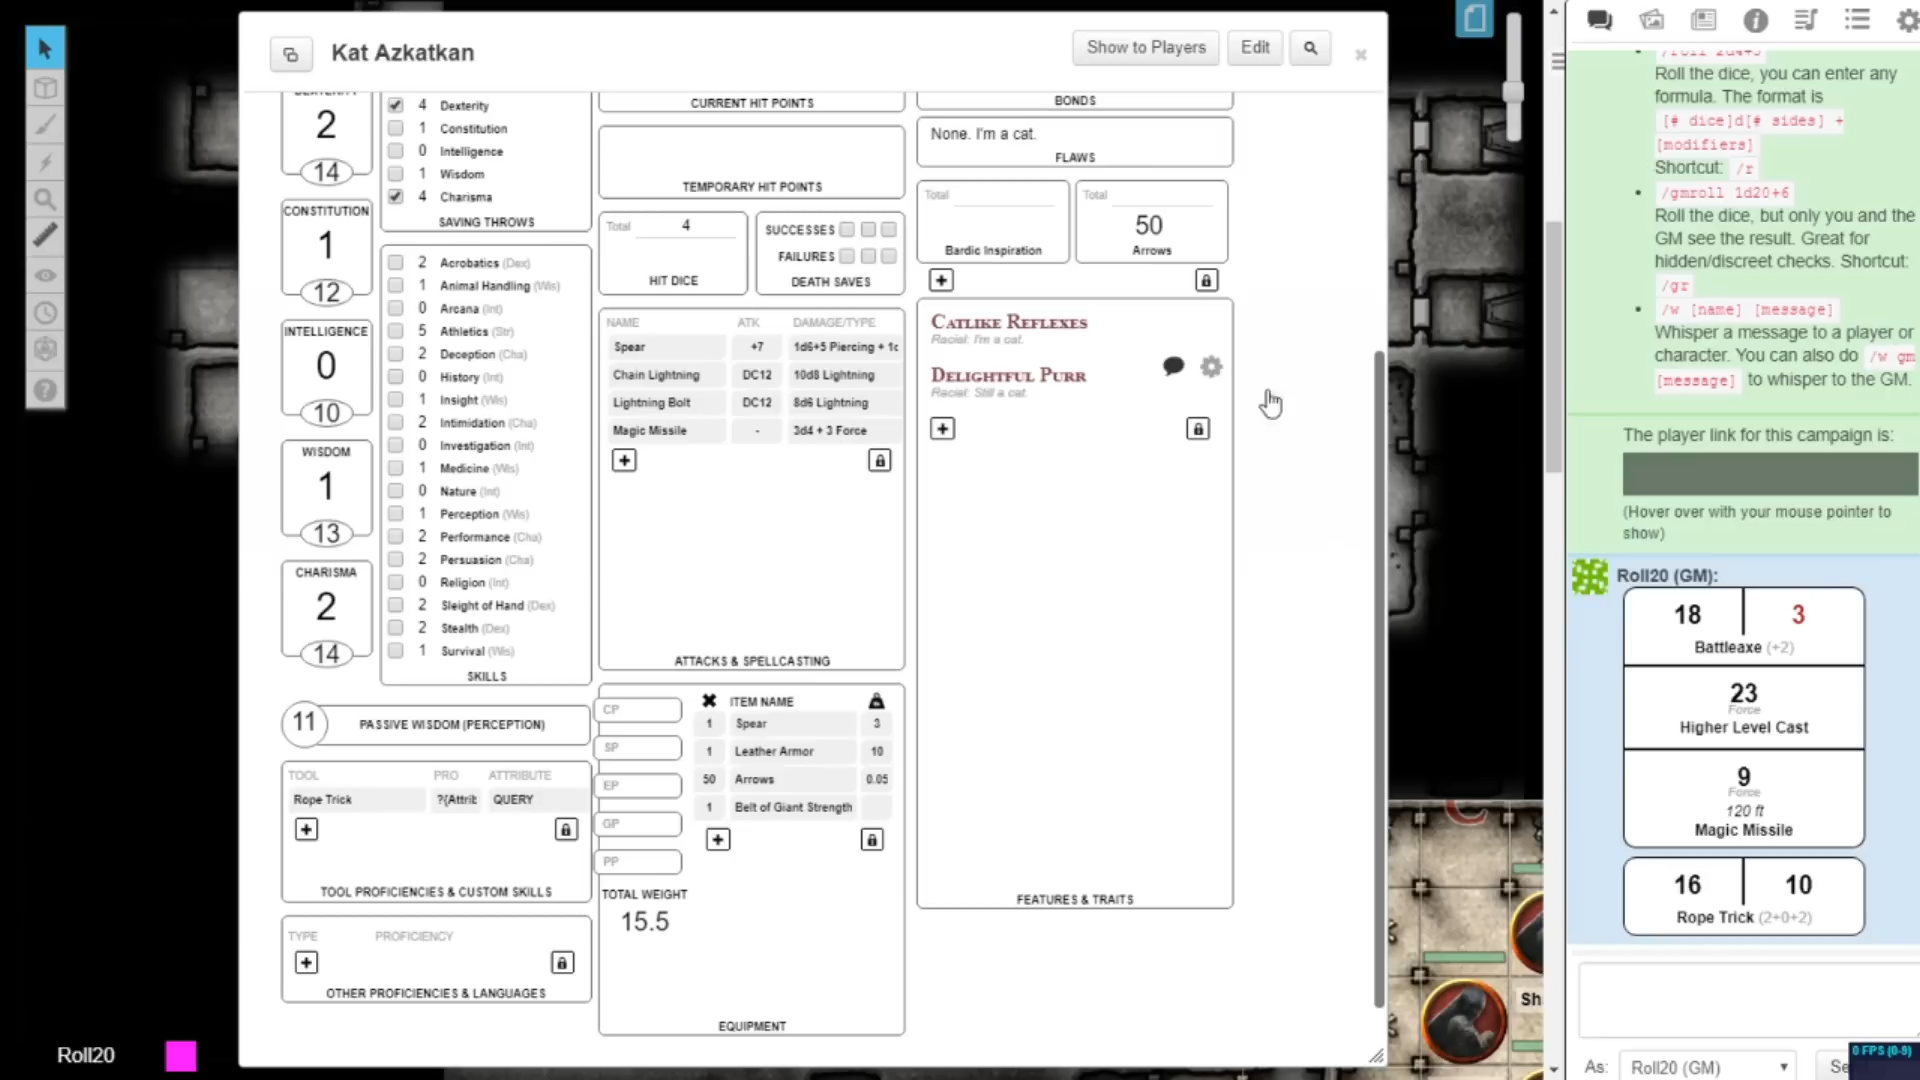 Kat Azkatkan
Show to Players
Edit
2
14
CONSTITUTION
1
12
INTELLIGENCE
0
10
WISDOM
1
13
CHARISMA
2
14
4 Dexterity
1 Constitution
0 Intelligence
1 Wisdom
4 Charisma
SAVING THROWS
2 Acrobatics (Dex)
1 Animal Handling (Wis)
0 Arcana (Int)
5 Athletics (Str)
2 Deception (Cha)
0 History (Int)
1 Insight (Wis)
2 Intimidation (Cha)
0 Investigation (Int)
1 Medicine (Wis)
0 Nature (Int)
1 Perception (Wis)
2 Performance (Cha)
2 Persuasion (Cha)
0 Religion (Int)
2 Sleight of Hand (Dex)
2 Stealth (Dex)
1 Survival (Wis)
SKILLS
11 PASSIVE WISDOM (PERCEPTION)
TOOL PRO ATTRIBUTE
Rope Trick ?{Attrib QUERY
TOOL PROFICIENCIES & CUSTOM SKILLS
TYPE PROFICIENCY
OTHER PROFICIENCIES & LANGUAGES
CURRENT HIT POINTS
TEMPORARY HIT POINTS
Total 4
HIT DICE
SUCCESSES
FAILURES
DEATH SAVES
NAME ATK DAMAGE/TYPE
Spear +7 1d6+5 Piercing + 1d
Chain Lightning DC12 10d8 Lightning
Lightning Bolt DC12 8d6 Lightning
Magic Missile - 3d4 + 3 Force
ATTACKS & SPELLCASTING
CP
SP
EP
GP
PP
ITEM NAME
1 Spear 3
1 Leather Armor 10
50 Arrows 0.05
1 Belt of Giant Strength
TOTAL WEIGHT
15.5
EQUIPMENT
BONDS
None. I'm a cat.
FLAWS
Total
Bardic Inspiration
Total
50
Arrows
CATLIKE REFLEXES
Racial: I'm a cat.
DELIGHTFUL PURR
Racial: Still a cat
FEATURES & TRAITS
Roll the dice, you can enter any
formula. The format is
[# dice]d[# sides] +
[modifiers]
Shortcut: /r
/gmroll 1d20+6
Roll the dice, but only you and the
GM see the result. Great for
hidden/discreet checks. Shortcut:
/gr
/w [name] [message]
Whisper a message to a player or
character. You can also do /w gm
[message] to whisper to the GM.
The player link for this campaign is:
(Hover over with your mouse pointer to
show)
Roll20 (GM):
18 3
Battleaxe (+2)
23
Force
Higher Level Cast
9
Force
120 ft
Magic Missile
16 10
Rope Trick (2+0+2)
As: Roll20 (GM)
Se
0 FPS (0-9)
Sh
Roll20